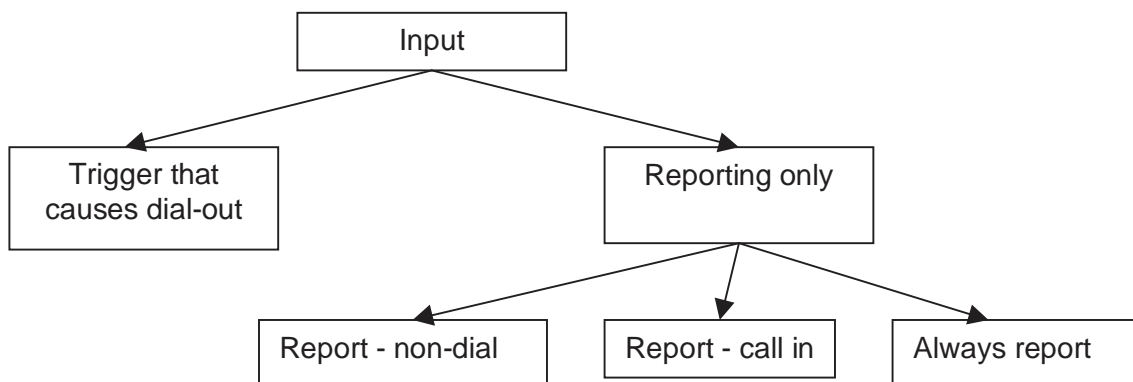 Input
Trigger that
causes dial-out
Reporting only
Report - non-dial
Report - call in
Always report